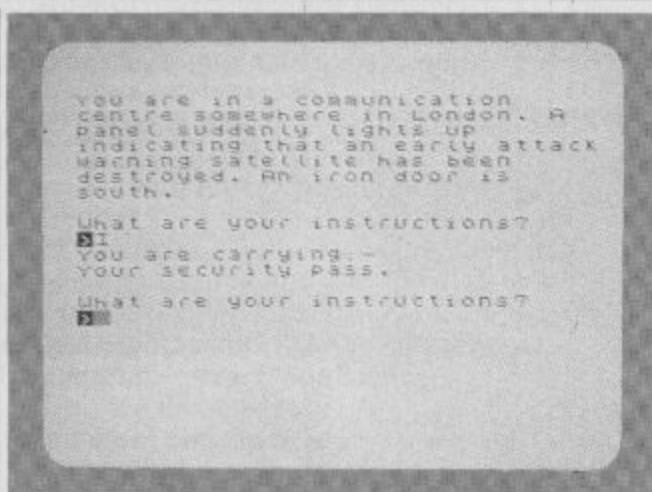 You are in a communication
centre somewhere in London. A
panel suddenly lights up
indicating that an early attack
warning satellite has been
destroyed. An iron door is
south.
What are your instructions?
>I
You are carrying:-
Your security pass.
What are your instructions?
>